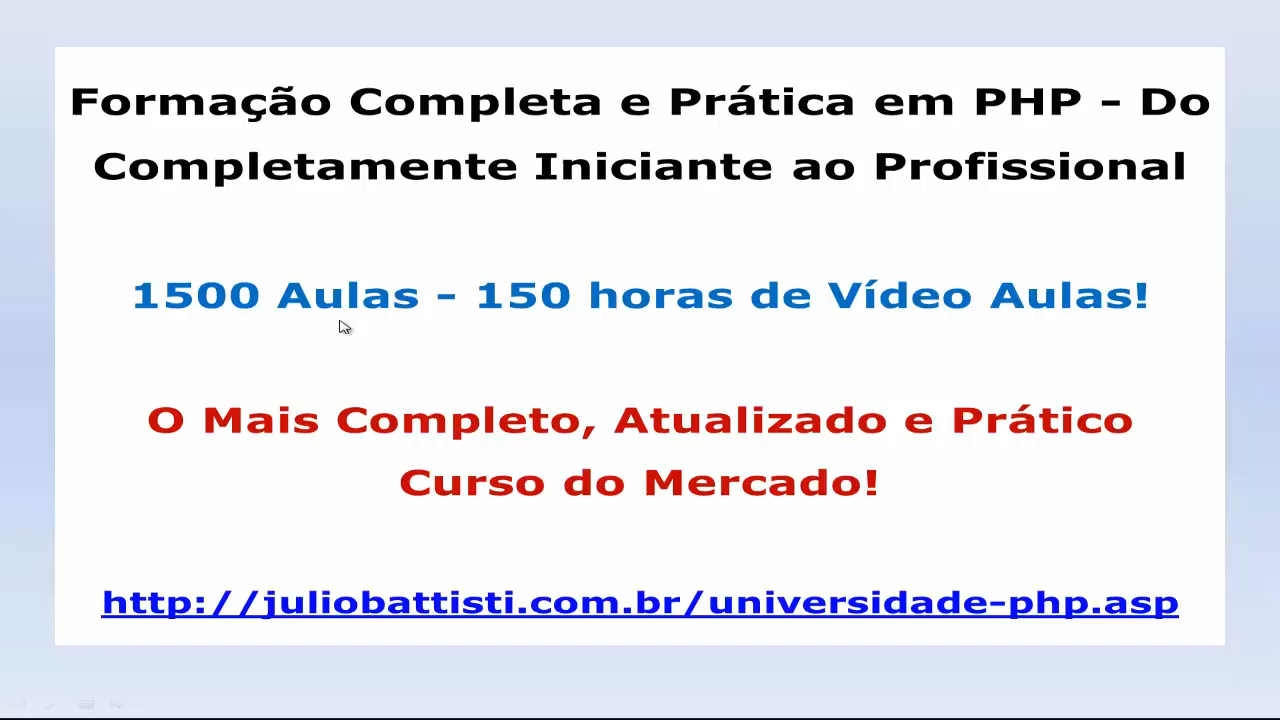 Formação Completa e Prática em PHP – Do
Completamente Iniciante ao Profissional
1500 Aulas – 150 horas de Vídeo Aulas!
O Mais Completo, Atualizado e Prático
Curso do Mercado!
http://juliobattisti.com.br/universidade-php.asp